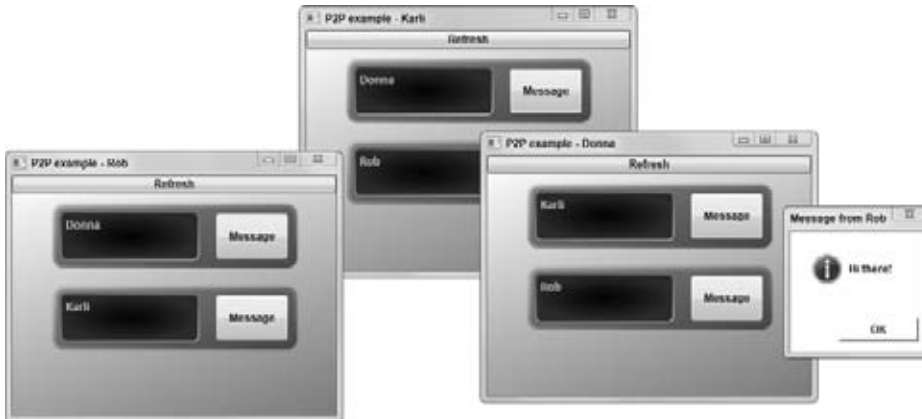 P2P example - Karli
Refresh
Donna
Message
Rob
P2P example - Rob
Refresh
Donna
Message
Karli
Message
P2P example - Donna
Refresh
Karli
Message
Rob
Message
Message from Rob
Hi there!
OK